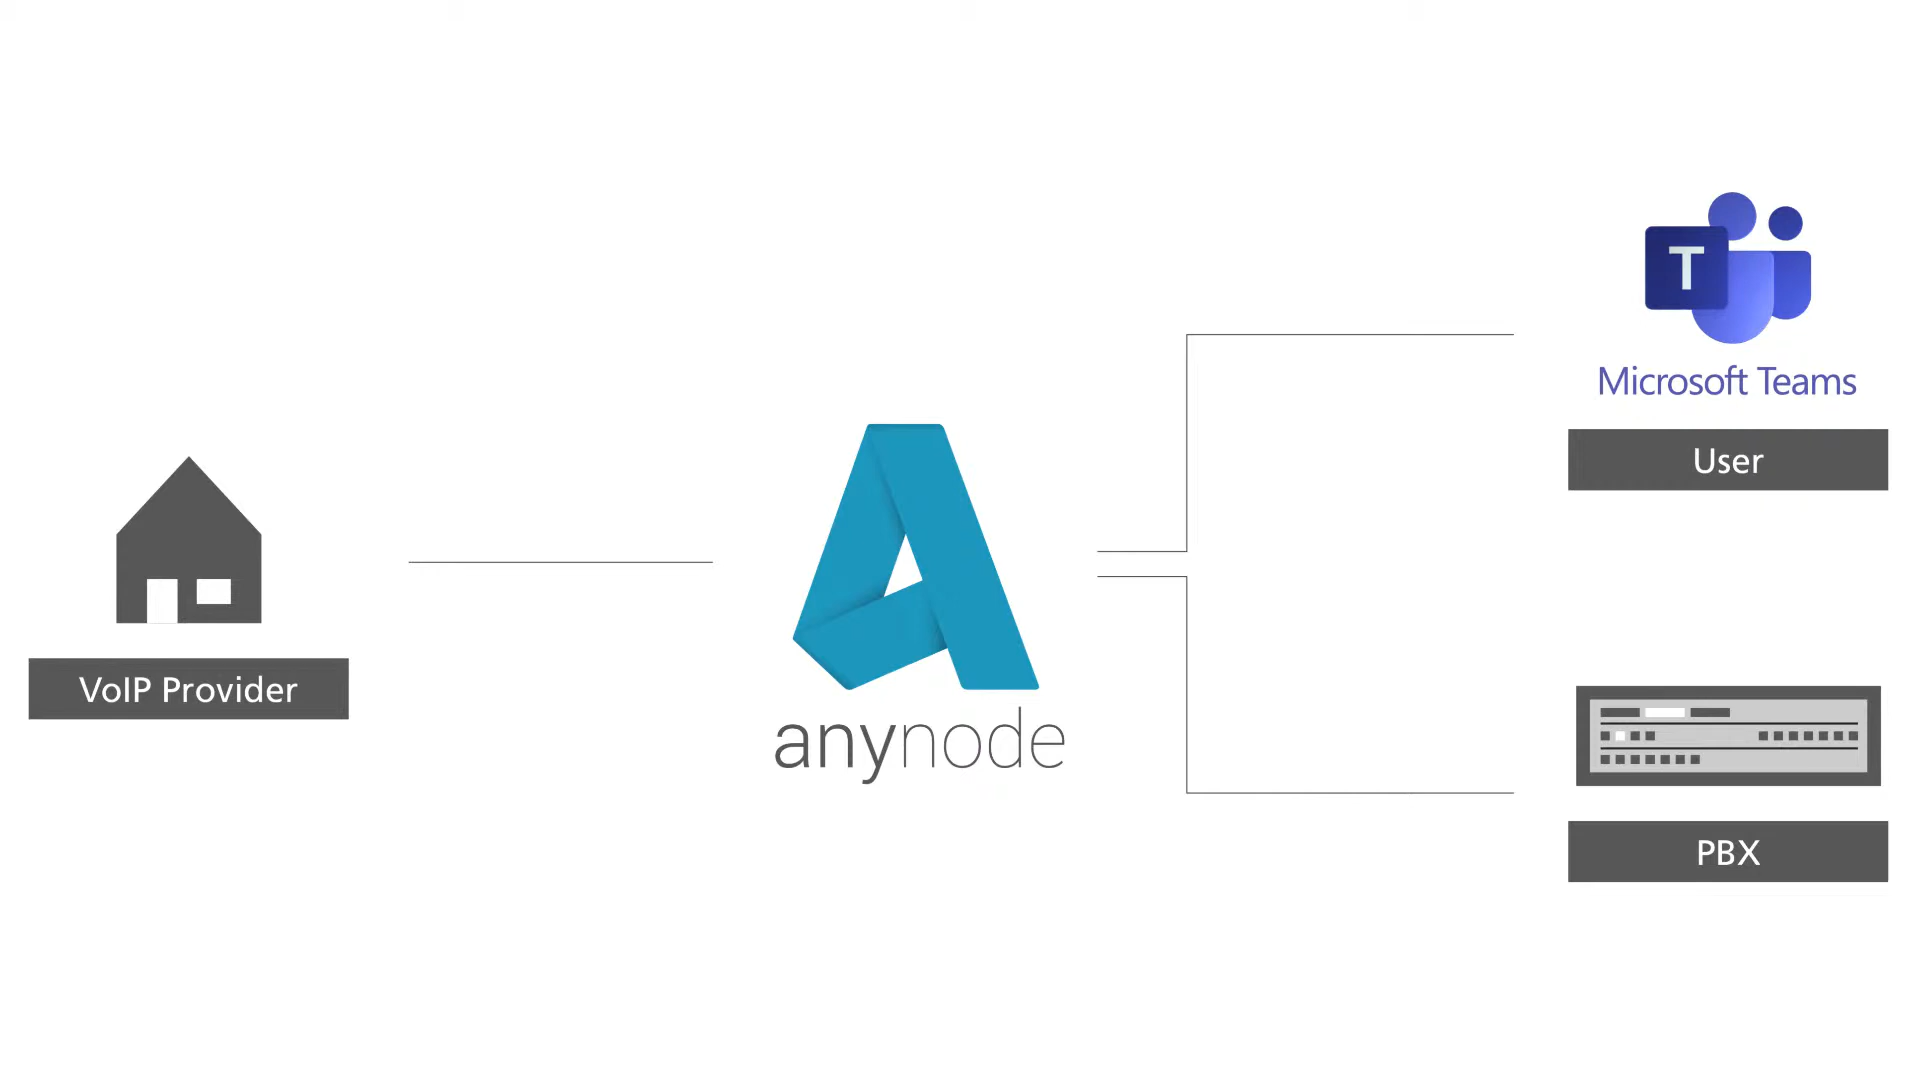 T
Microsoft Teams
User
VoIP Provider
anynode
PBX